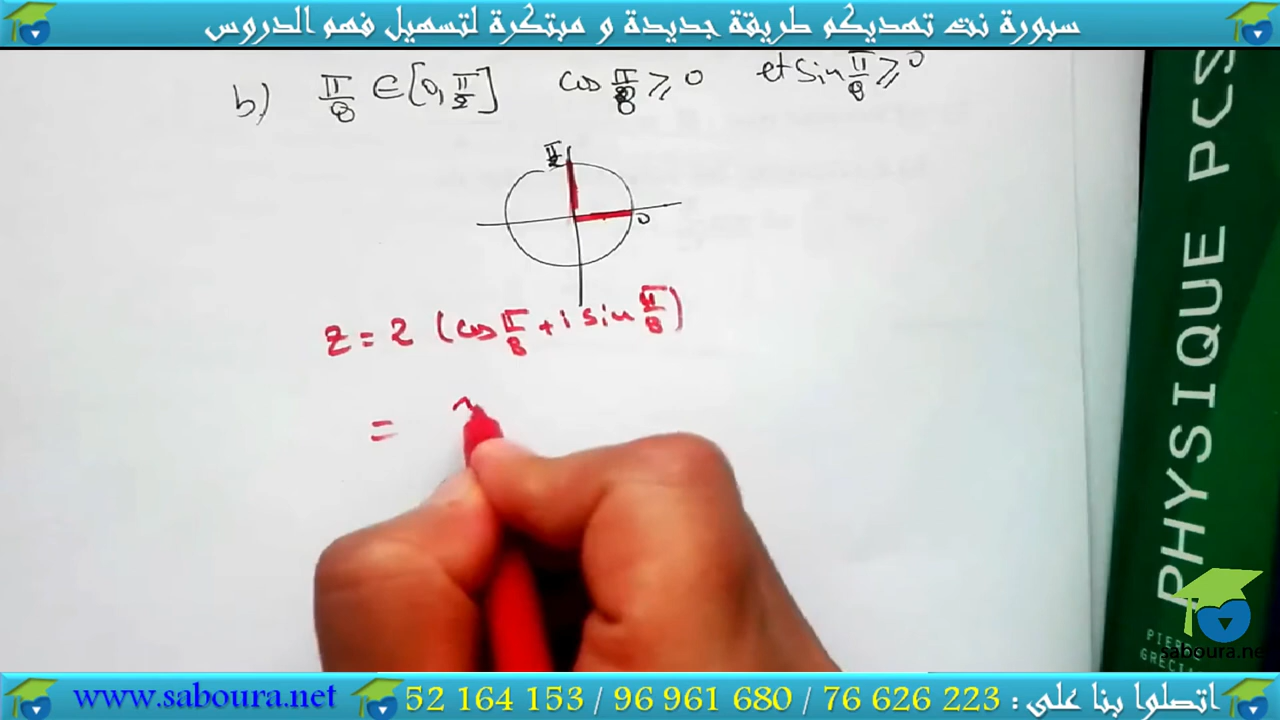 سبورة نت تهديكم طريقة جديدة و مبتكرة لتسهيل فهم الدروس
b) π/8 ∈ [0, π/2] cos π/8 ⩾ 0 et sin π/8 ⩾ 0
π/2
0
z = 2 (cos π/8 + i sin π/8)
=
PHYSIQUE PCS
saboura.net
www.saboura.net 52 164 153 / 96 961 680 / 76 626 223 : اتصلوا بنا على